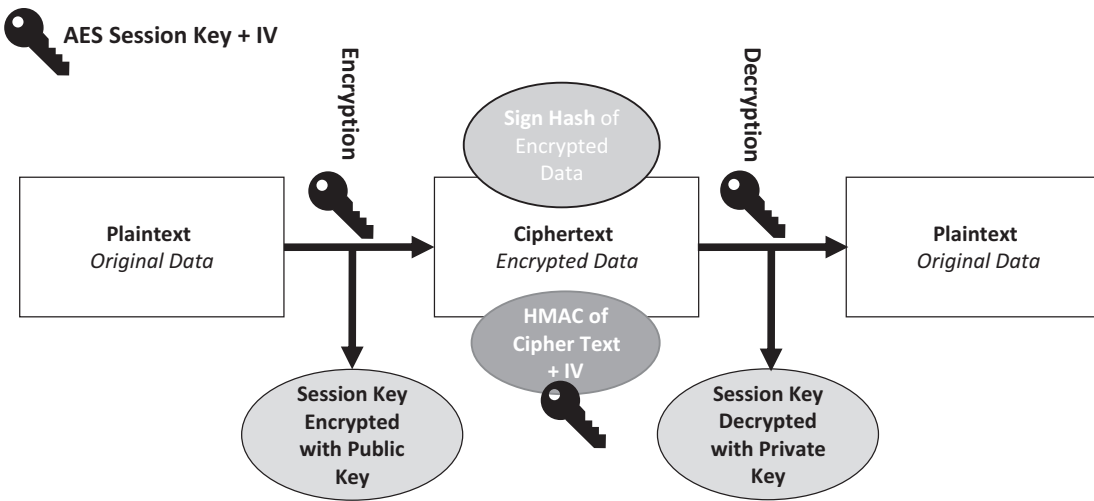 AES Session Key + IV
Encryption
Decryption
Sign Hash of
Encrypted
Data
Plaintext
Original Data
Ciphertext
Encrypted Data
Plaintext
Original Data
HMAC of
Cipher Text
+ IV
Session Key
Encrypted
with Public
Key
Session Key
Decrypted
with Private
Key